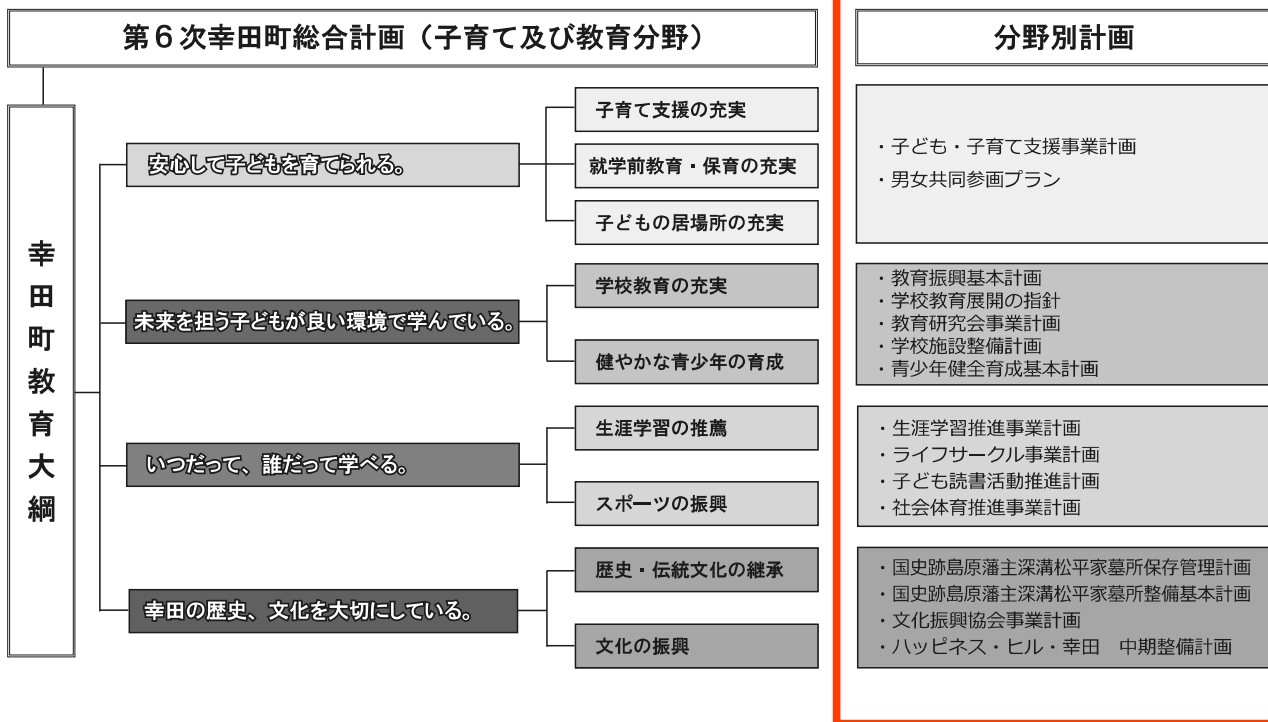 第6次幸田町総合計画（子育て及び教育分野）
幸田町教育大綱
安心して子どもを育てられる。
子育て支援の充実
就学前教育・保育の充実
子どもの居場所の充実
未来を担う子どもが良い環境で学んでいる。
学校教育の充実
健やかな青少年の育成
いつだって、誰だって学べる。
生涯学習の推薦
スポーツの振興
幸田の歴史、文化を大切にしている。
歴史・伝統文化の継承
文化の振興
分野別計画
・子ども・子育て支援事業計画
・男女共同参画プラン
・教育振興基本計画
・学校教育展開の指針
・教育研究会事業計画
・学校施設整備計画
・青少年健全育成基本計画
・生涯学習推進事業計画
・ライフサークル事業計画
・子ども読書活動推進計画
・社会体育推進事業計画
・国史跡島原藩主深溝松平家墓所保存管理計画
・国史跡島原藩主深溝松平家墓所整備基本計画
・文化振興協会事業計画
・ハッピネス・ヒル・幸田　中期整備計画